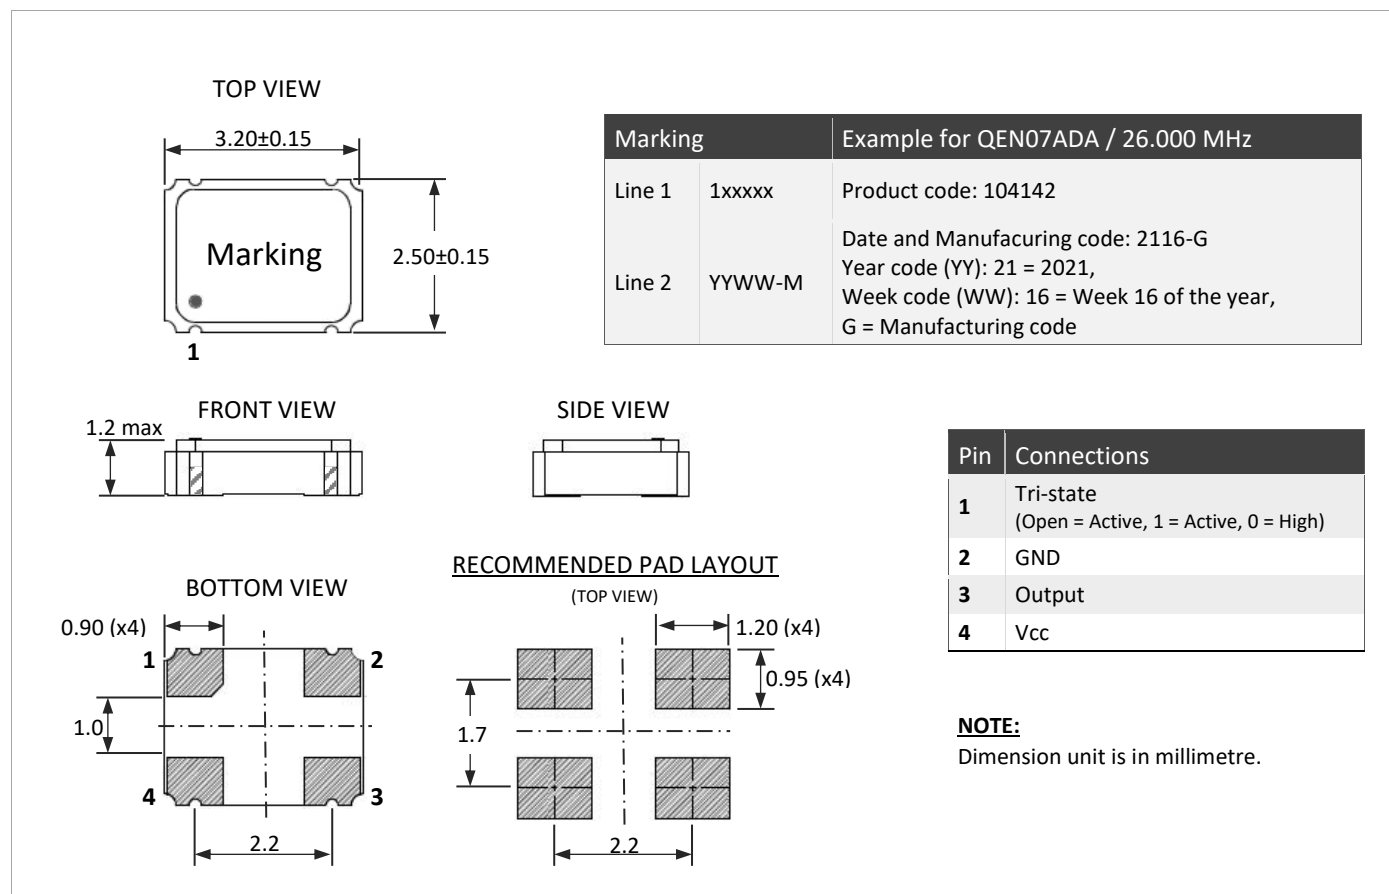 TOP VIEW
3.20±0.15
Marking
2.50±0.15
1
Marking Example for QEN07ADA / 26.000 MHz
Line 1 1xxxxx Product code: 104142
Line 2 YYWW-M Date and Manufacuring code: 2116-G
Year code (YY): 21 = 2021,
Week code (WW): 16 = Week 16 of the year,
G = Manufacturing code
FRONT VIEW
1.2 max
SIDE VIEW
Pin Connections
1 Tri-state
(Open = Active, 1 = Active, 0 = High)
2 GND
3 Output
4 Vcc
BOTTOM VIEW
0.90 (x4)
1 2
1.0
4 3
2.2
RECOMMENDED PAD LAYOUT
(TOP VIEW)
1.20 (x4)
0.95 (x4)
1.7
2.2
NOTE:
Dimension unit is in millimetre.